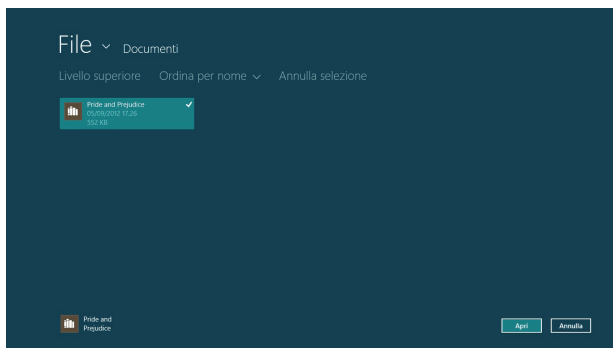 File Documenti
Livello superiore Ordina per nome Annulla selezione
Pride and Prejudice
05/09/2012 17.26
552 KB
Pride and
Prejudice
Apri Annulla